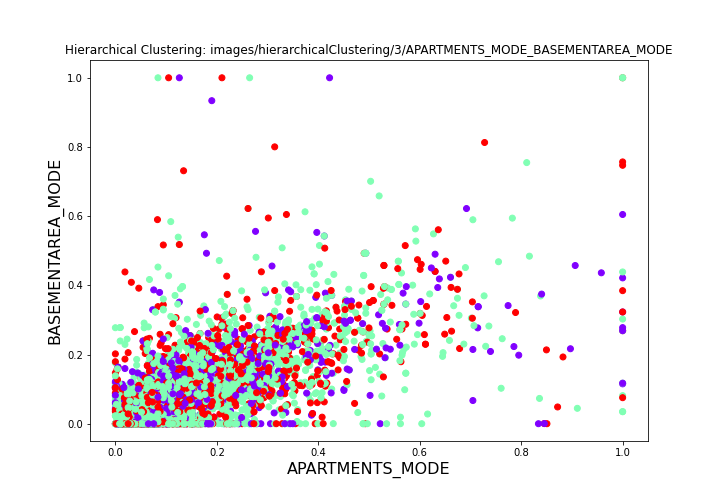 Hierarchical Clustering: images/hierarchicalClustering/3/APARTMENTS_MODE_BASEMENTAREA_MODE
1.0
0.8
0.6
0.4
0.2
0.0
BASEMENTAREA_MODE
0.0 0.2 0.4 0.6 0.8 1.0
APARTMENTS_MODE